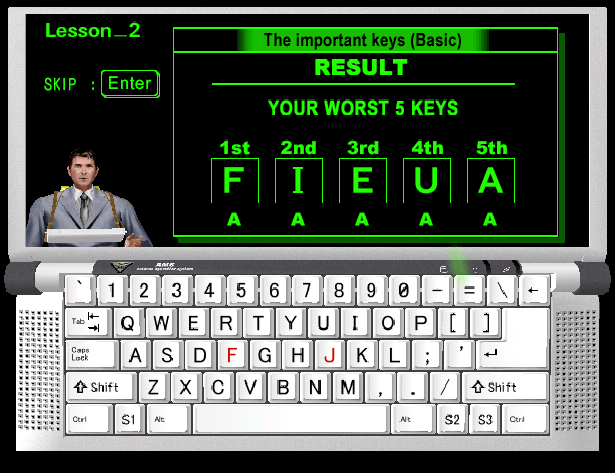 Lesson_2
The important keys (Basic)
RESULT
SKIP : Enter
YOUR WORST 5 KEYS
1st 2nd 3rd 4th 5th
F I E U A
A A A A A
AMS
` 1 2 3 4 5 6 7 8 9 0 - = \ ←
Tab Q W E R T Y U I O P [ ]
Caps Lock A S D F G H J K L ; '
Shift Z X C V B N M , . / Shift
Ctrl S1 Alt Alt S2 S3 Ctrl